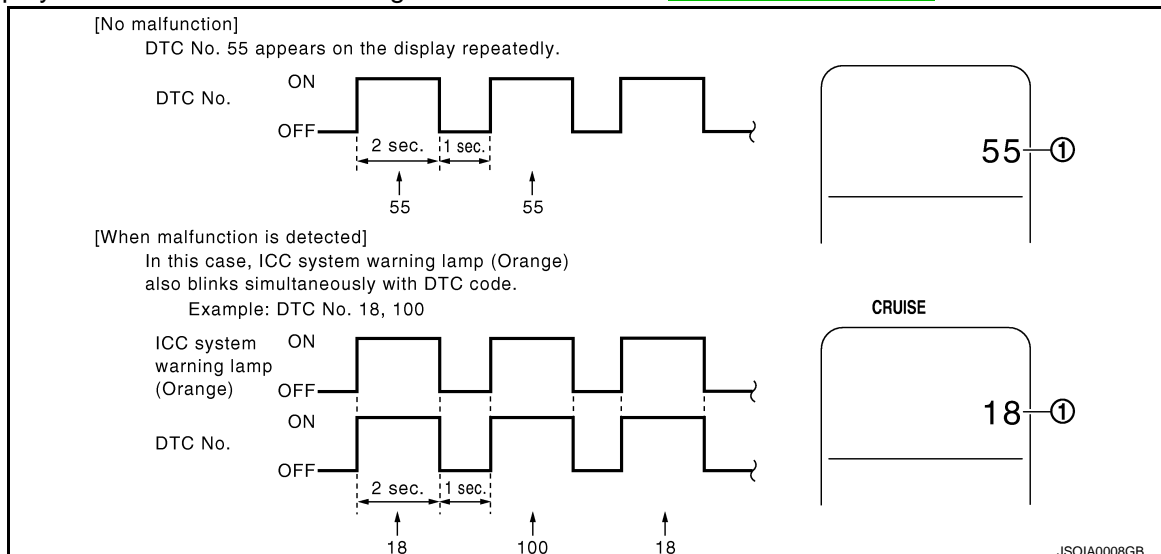 [No malfunction]
DTC No. 55 appears on the display repeatedly.
DTC No.
ON
OFF
2 sec.
1 sec.
55
55
55
①
[When malfunction is detected]
In this case, ICC system warning lamp (Orange)
also blinks simultaneously with DTC code.
Example: DTC No. 18, 100
ICC system
warning lamp
(Orange)
ON
OFF
DTC No.
ON
OFF
2 sec.
1 sec.
18
100
18
CRUISE
18
①
JSOIA0008GB